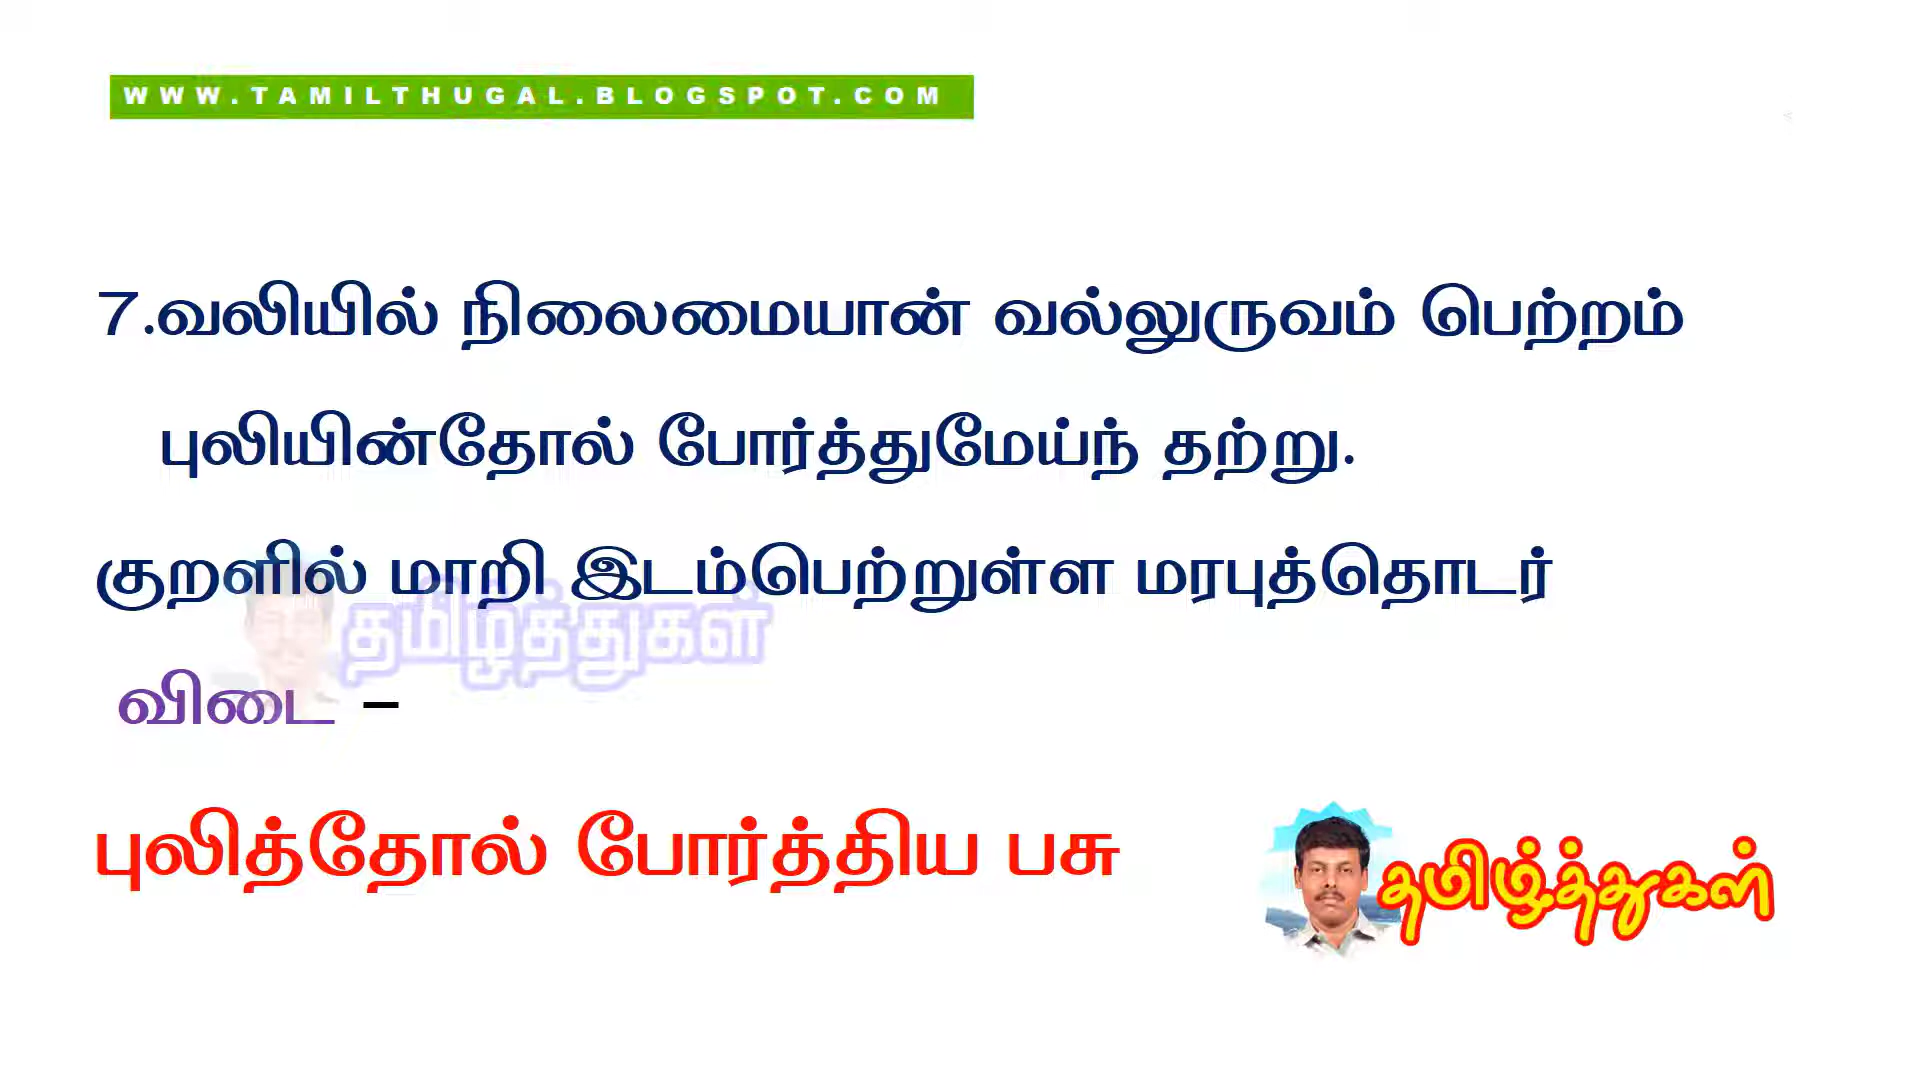 WWW.TAMILTHUGAL.BLOGSPOT.COM
7.வலியில் நிலைமையான் வல்லுருவம் பெற்றம்
புலியின்தோல் போர்த்துமேய்ந் தற்று.
குறளில் மாறி இடம்பெற்றுள்ள மரபுத்தொடர்
தமிழ்த்துகள்
விடை –
புலித்தோல் போர்த்திய பசு
தமிழ்த்துகள்